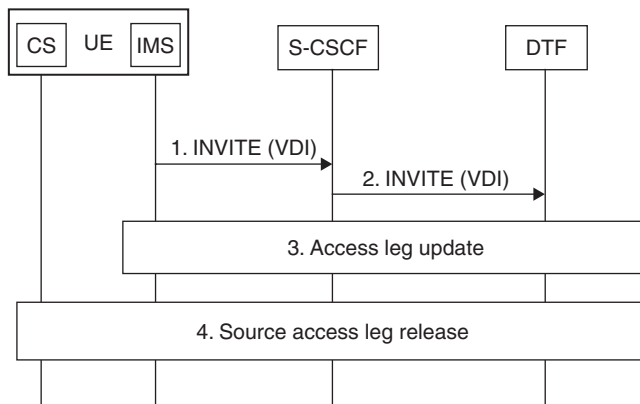 CS UE IMS S-CSCF DTF
1. INVITE (VDI)
2. INVITE (VDI)
3. Access leg update
4. Source access leg release